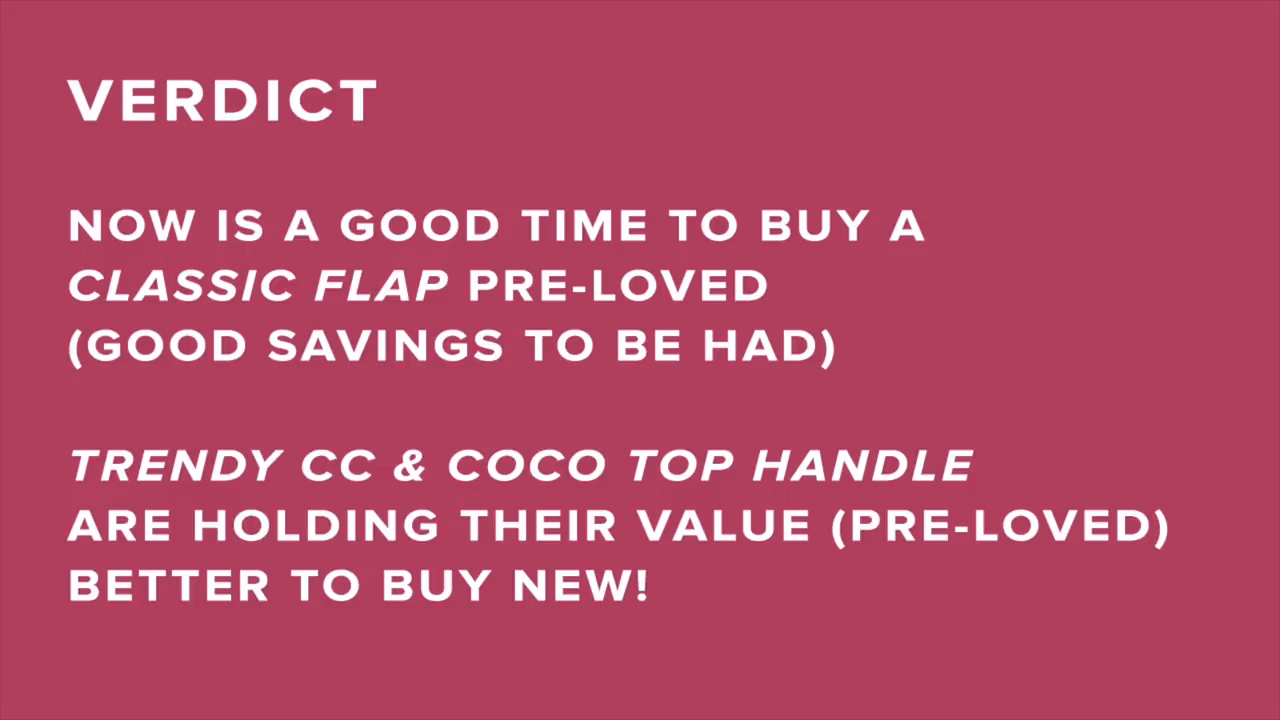 VERDICT
NOW IS A GOOD TIME TO BUY A
CLASSIC FLAP PRE-LOVED
(GOOD SAVINGS TO BE HAD)
TRENDY CC & COCO TOP HANDLE
ARE HOLDING THEIR VALUE (PRE-LOVED)
BETTER TO BUY NEW!